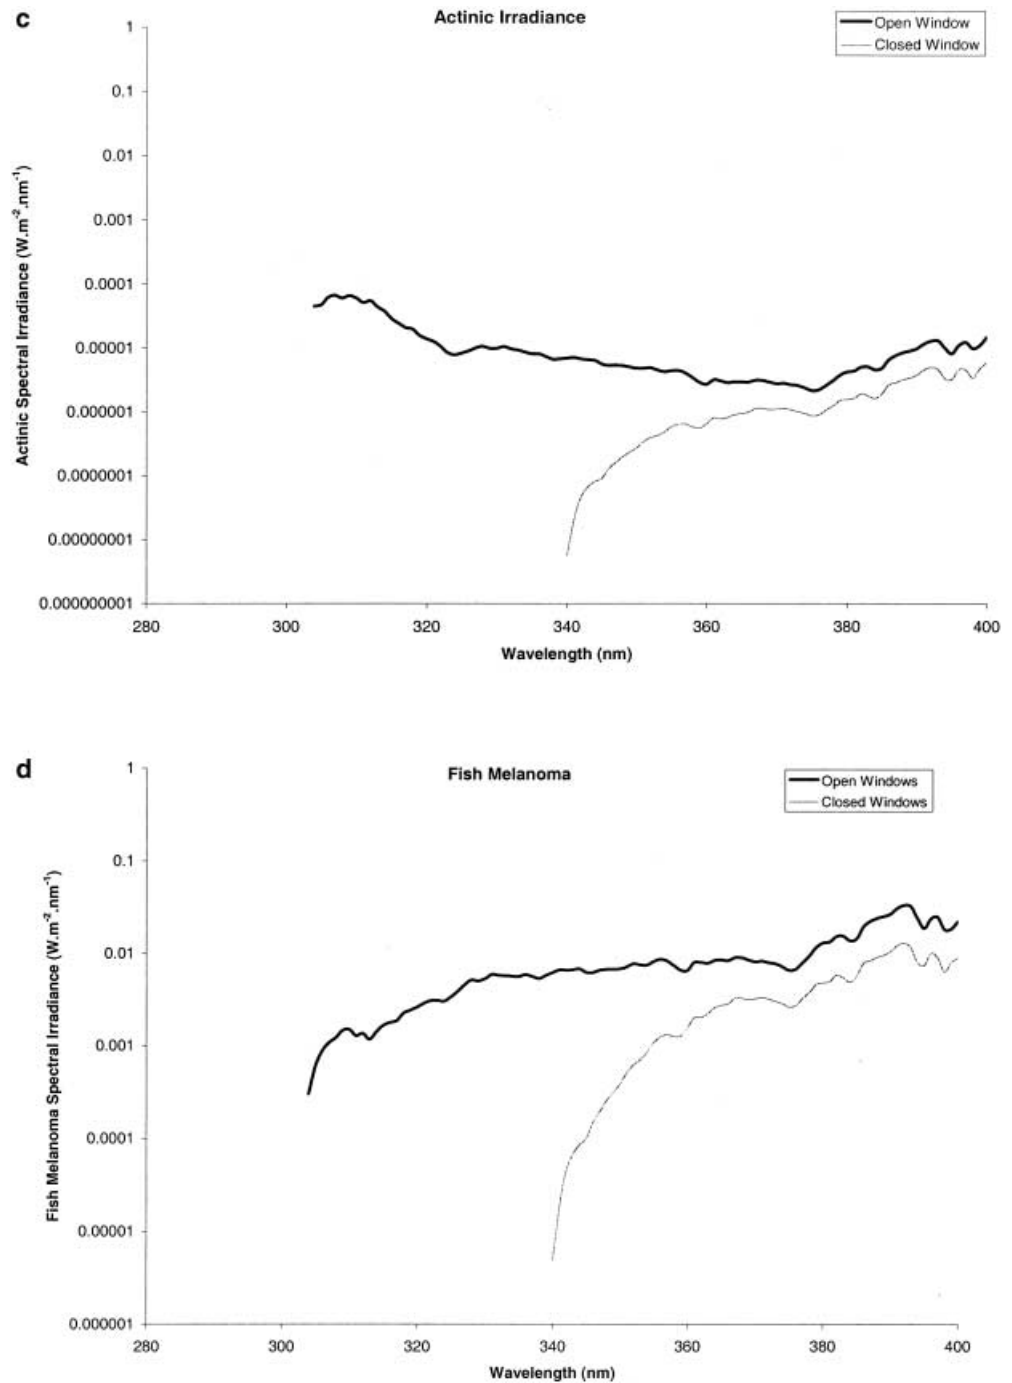 c
Actinic Irradiance
Open Window
Closed Window
Actinic Spectral Irradiance (W.m-2.nm-1)
1
0.1
0.01
0.001
0.0001
0.00001
0.000001
0.0000001
0.00000001
0.000000001
280 300 320 340 360 380 400
Wavelength (nm)
d
Fish Melanoma
Open Windows
Closed Windows
Fish Melanoma Spectral Irradiance (W.m-2.nm-1)
1
0.1
0.01
0.001
0.0001
0.00001
0.000001
280 300 320 340 360 380 400
Wavelength (nm)